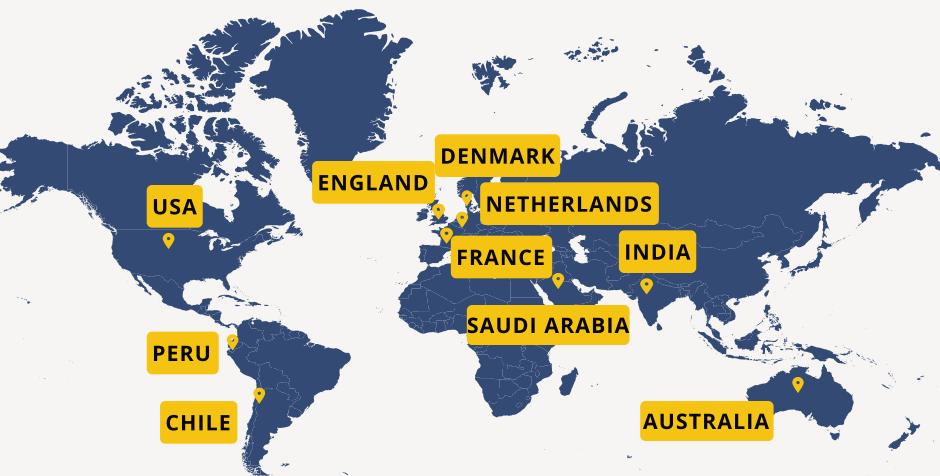 DENMARK
ENGLAND
USA
NETHERLANDS
INDIA
FRANCE
SAUDI ARABIA
PERU
CHILE
AUSTRALIA